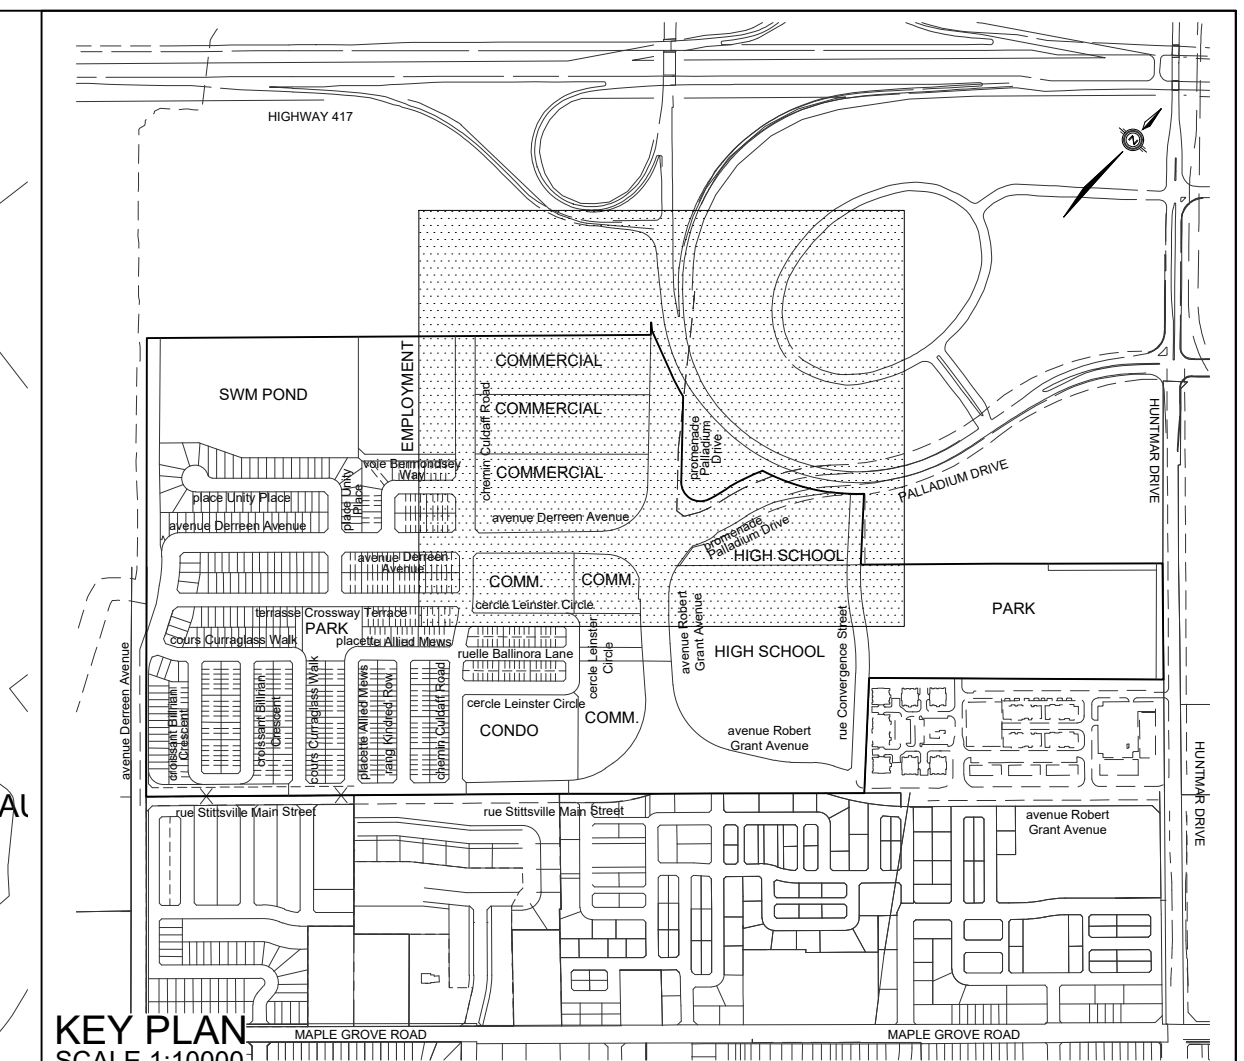 HIGHWAY 417
N
COMMERCIAL
EMPLOYMENT
SWM POND
chemin Culdaff Road
COMMERCIAL
HUNTMAR DRIVE
promenade
Palladium
Drive
voie Bermondsey
Way
COMMERCIAL
PALLADIUM DRIVE
place Unity
Place
place Unity Place
avenue Derreen Avenue
avenue Derreen Avenue
promenade
Palladium Drive
HIGH SCHOOL
avenue Derreen
Avenue
COMM.
COMM.
cercle Leinster Circle
PARK
terrasse Crossway Terrace
PARK
cours Curraglass Walk
placette Allied Mews
avenue Robert
Grant Avenue
rue Convergence Street
ruelle Ballinora Lane
cercle Leinster
Circle
HIGH SCHOOL
avenue Derreen Avenue
croissant Billrian
Crescent
croissant Billrian
Crescent
cours Curraglass Walk
placette Allied Mews
rang Kindred Row
chemin Culdaff Road
cercle Leinster Circle
COMM.
CONDO
avenue Robert
Grant Avenue
HUNTMAR DRIVE
AU
rue Stittsville Main Street
rue Stittsville Main Street
avenue Robert
Grant Avenue
KEY PLAN
MAPLE GROVE ROAD
MAPLE GROVE ROAD
SCALE 1:10000